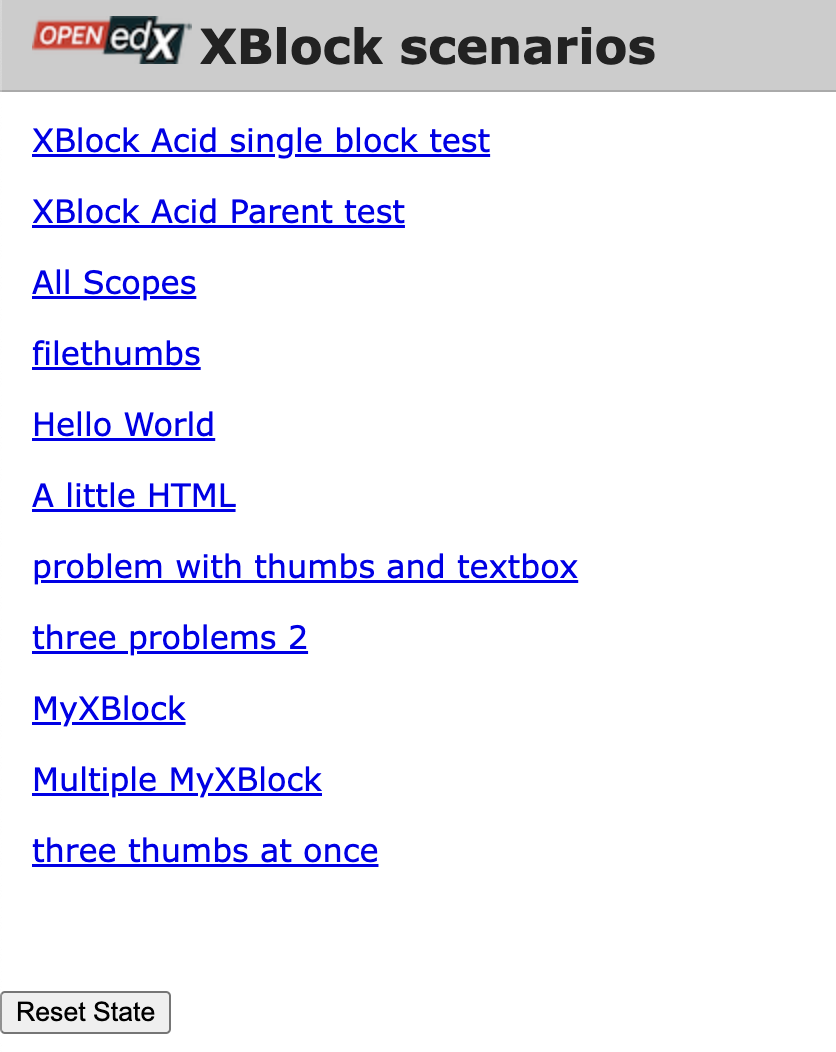 OPEN edX XBlock scenarios
XBlock Acid single block test
XBlock Acid Parent test
All Scopes
filethumbs
Hello World
A little HTML
problem with thumbs and textbox
three problems 2
MyXBlock
Multiple MyXBlock
three thumbs at once
Reset State